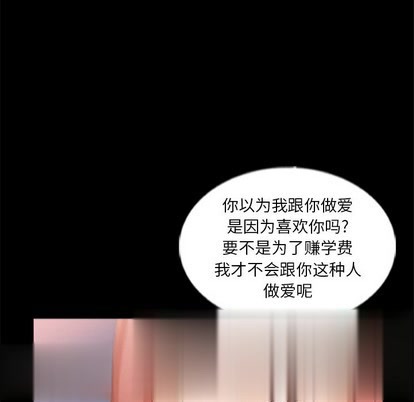 你以为我跟你做爱
是因为喜欢你吗?
要不是为了赚学费
我才不会跟你这种人
做爱呢